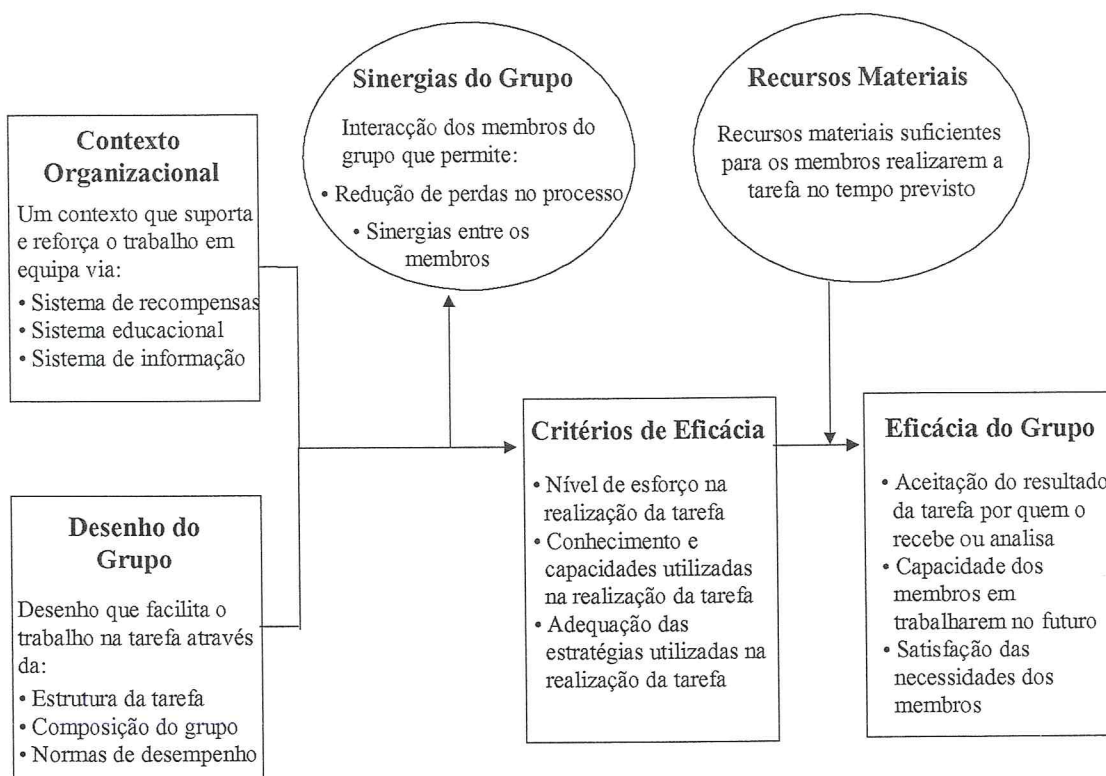 Contexto
Organizacional
Um contexto que suporta
e reforça o trabalho em
equipa via:
• Sistema de recompensas
• Sistema educacional
• Sistema de informação
Desenho do
Grupo
Desenho que facilita o
trabalho na tarefa através
da:
• Estrutura da tarefa
• Composição do grupo
• Normas de desempenho
Sinergias do Grupo
Interacção dos membros do
grupo que permite:
• Redução de perdas no processo
• Sinergias entre os
membros
Recursos Materiais
Recursos materiais suficientes
para os membros realizarem a
tarefa no tempo previsto
Critérios de Eficácia
• Nível de esforço na
realização da tarefa
• Conhecimento e
capacidades utilizadas
na realização da tarefa
• Adequação das
estratégias utilizadas na
realização da tarefa
Eficácia do Grupo
• Aceitação do resultado
da tarefa por quem o
recebe ou analisa
• Capacidade dos
membros em
trabalharem no futuro
• Satisfação das
necessidades dos
membros